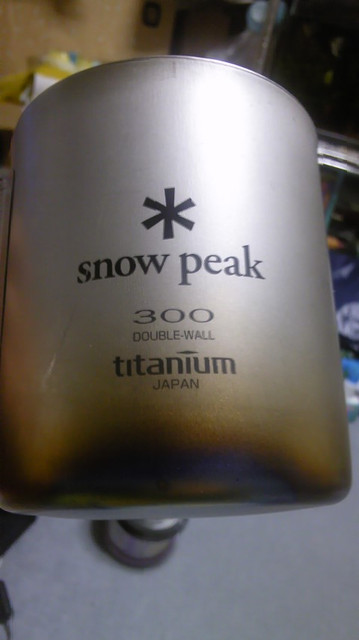 snow peak
300
DOUBLE-WALL
titanium
JAPAN